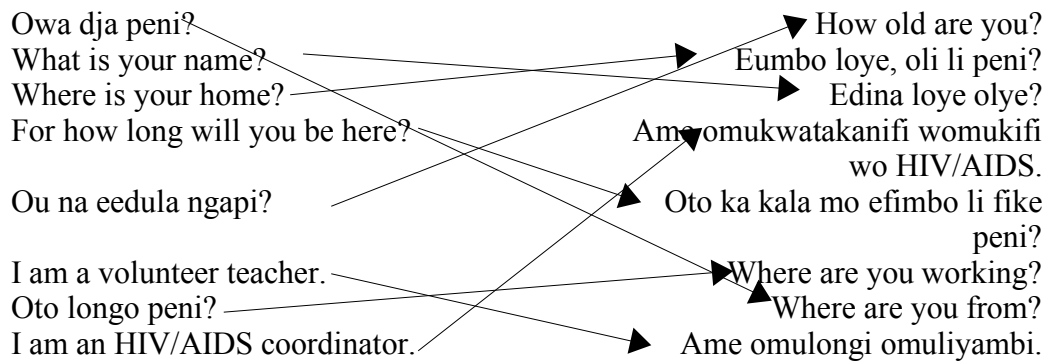 Owa dja peni?
What is your name?
Where is your home?
For how long will you be here?
Ou na eedula ngapi?
I am a volunteer teacher.
Oto longo peni?
I am an HIV/AIDS coordinator.
How old are you?
Eumbo loye, oli li peni?
Edina loye olye?
Ame omukwatakanifi womukifi
wo HIV/AIDS.
Oto ka kala mo efimbo li fike
peni?
Where are you working?
Where are you from?
Ame omulongi omuliyambi.